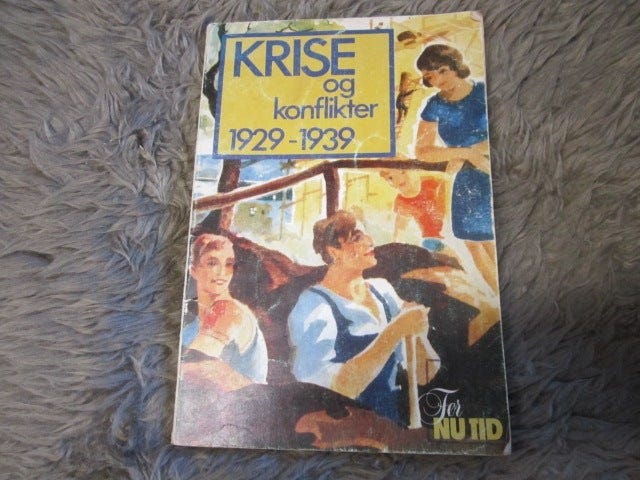 KRISE
og
konflikter
1929-1939
Før
NU TID